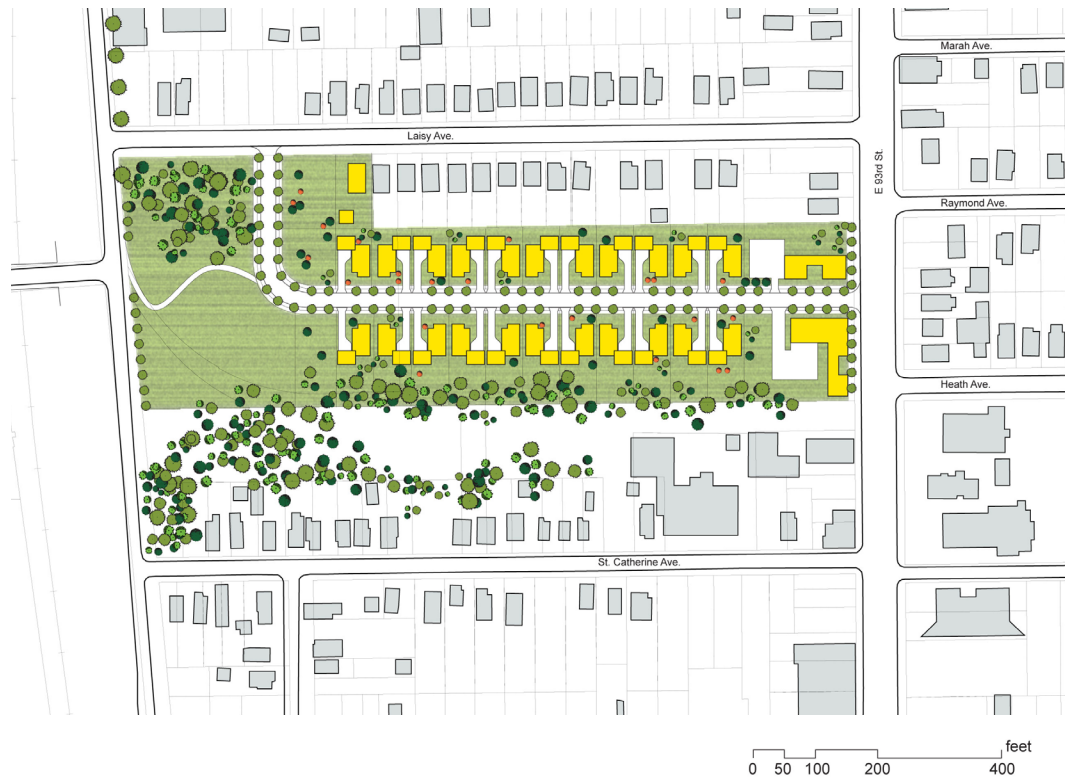 Marah Ave.
Laisy Ave.
E 93rd St.
Raymond Ave.
Heath Ave.
St. Catherine Ave.
feet
0 50 100 200 400